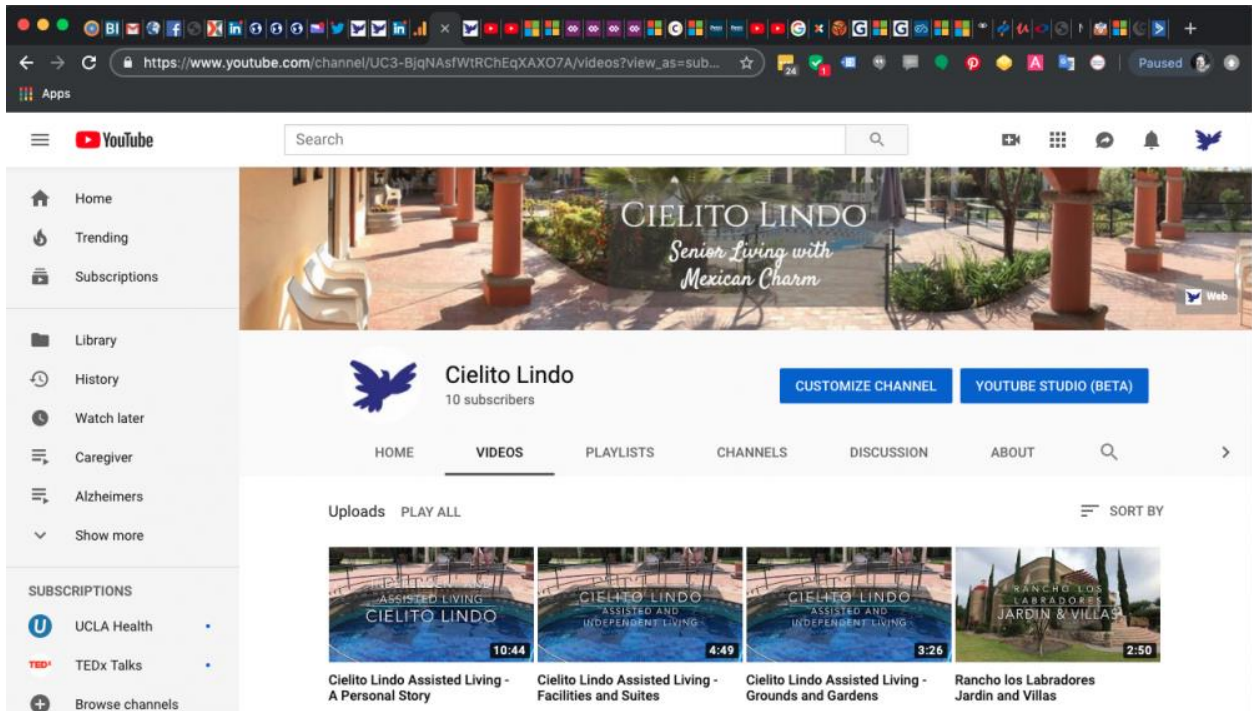 https://www.youtube.com/channel/UC3-BjqNAsfWtRChEqXAXO7A/videos?view_as=sub...
24
1
Paused
Apps
YouTube
Search
Home
Trending
Subscriptions
Library
History
Watch later
Caregiver
Alzheimers
Show more
SUBSCRIPTIONS
UCLA Health
TEDx Talks
Browse channels
CIELITO LINDO
Senior Living with
Mexican Charm
Web
Cielito Lindo
10 subscribers
CUSTOMIZE CHANNEL
YOUTUBE STUDIO (BETA)
HOME VIDEOS PLAYLISTS CHANNELS DISCUSSION ABOUT
Uploads PLAY ALL
SORT BY
INDEPENDENT AND
ASSISTED LIVING
CIELITO LINDO
10:44
Cielito Lindo Assisted Living -
A Personal Story
CIELITO LINDO
ASSISTED AND
INDEPENDENT LIVING
4:49
Cielito Lindo Assisted Living -
Facilities and Suites
CIELITO LINDO
ASSISTED AND
INDEPENDENT LIVING
3:26
Cielito Lindo Assisted Living -
Grounds and Gardens
RANCHO LOS
LABRADORES
JARDIN & VILLAS
2:50
Rancho los Labradores
Jardin and Villas